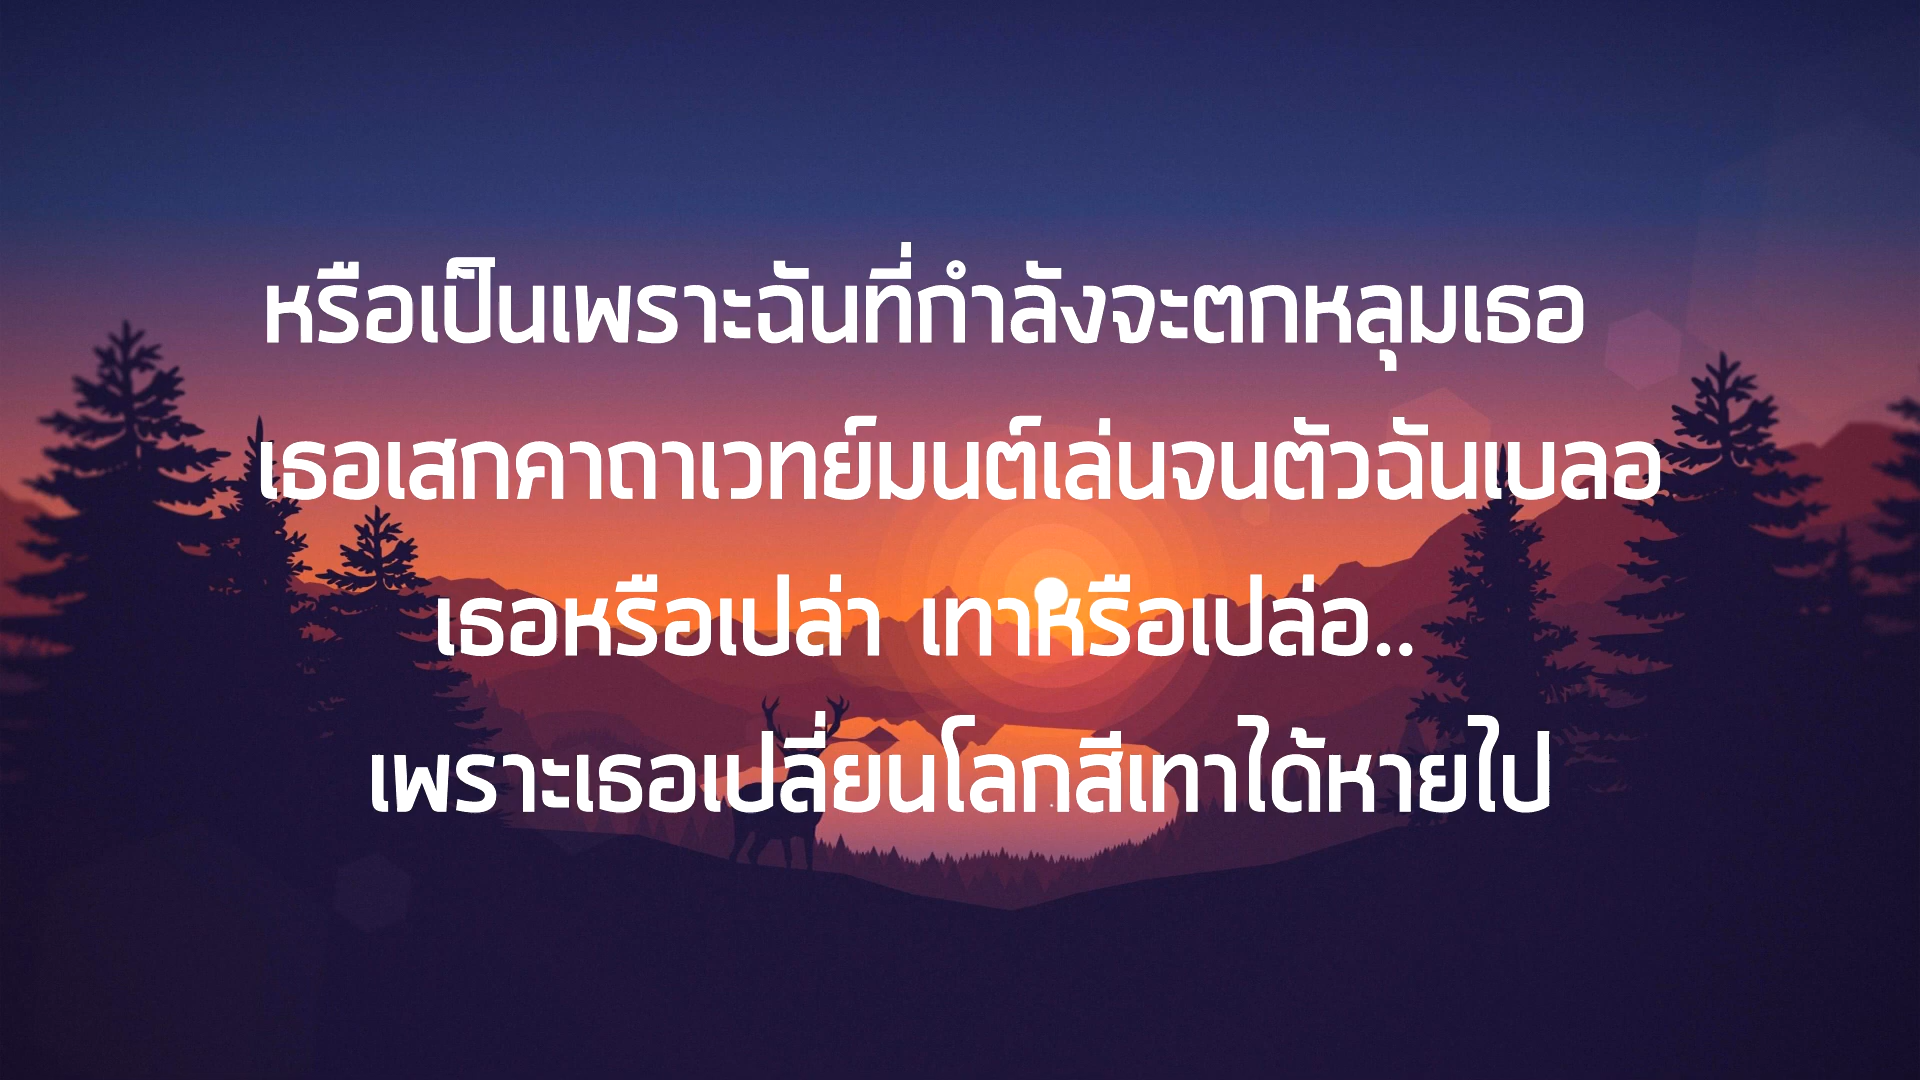 หรือเป็นเพราะฉันที่กำลังจะตกหลุมเธอ
เธอเสกคาถาเวทย์มนต์เล่นจนตัวฉันเบลอ
เธอหรือเปล่า เทาหรือเปล่อ..
เพราะเธอเปลี่ยนโลกสีเทาได้หายไป